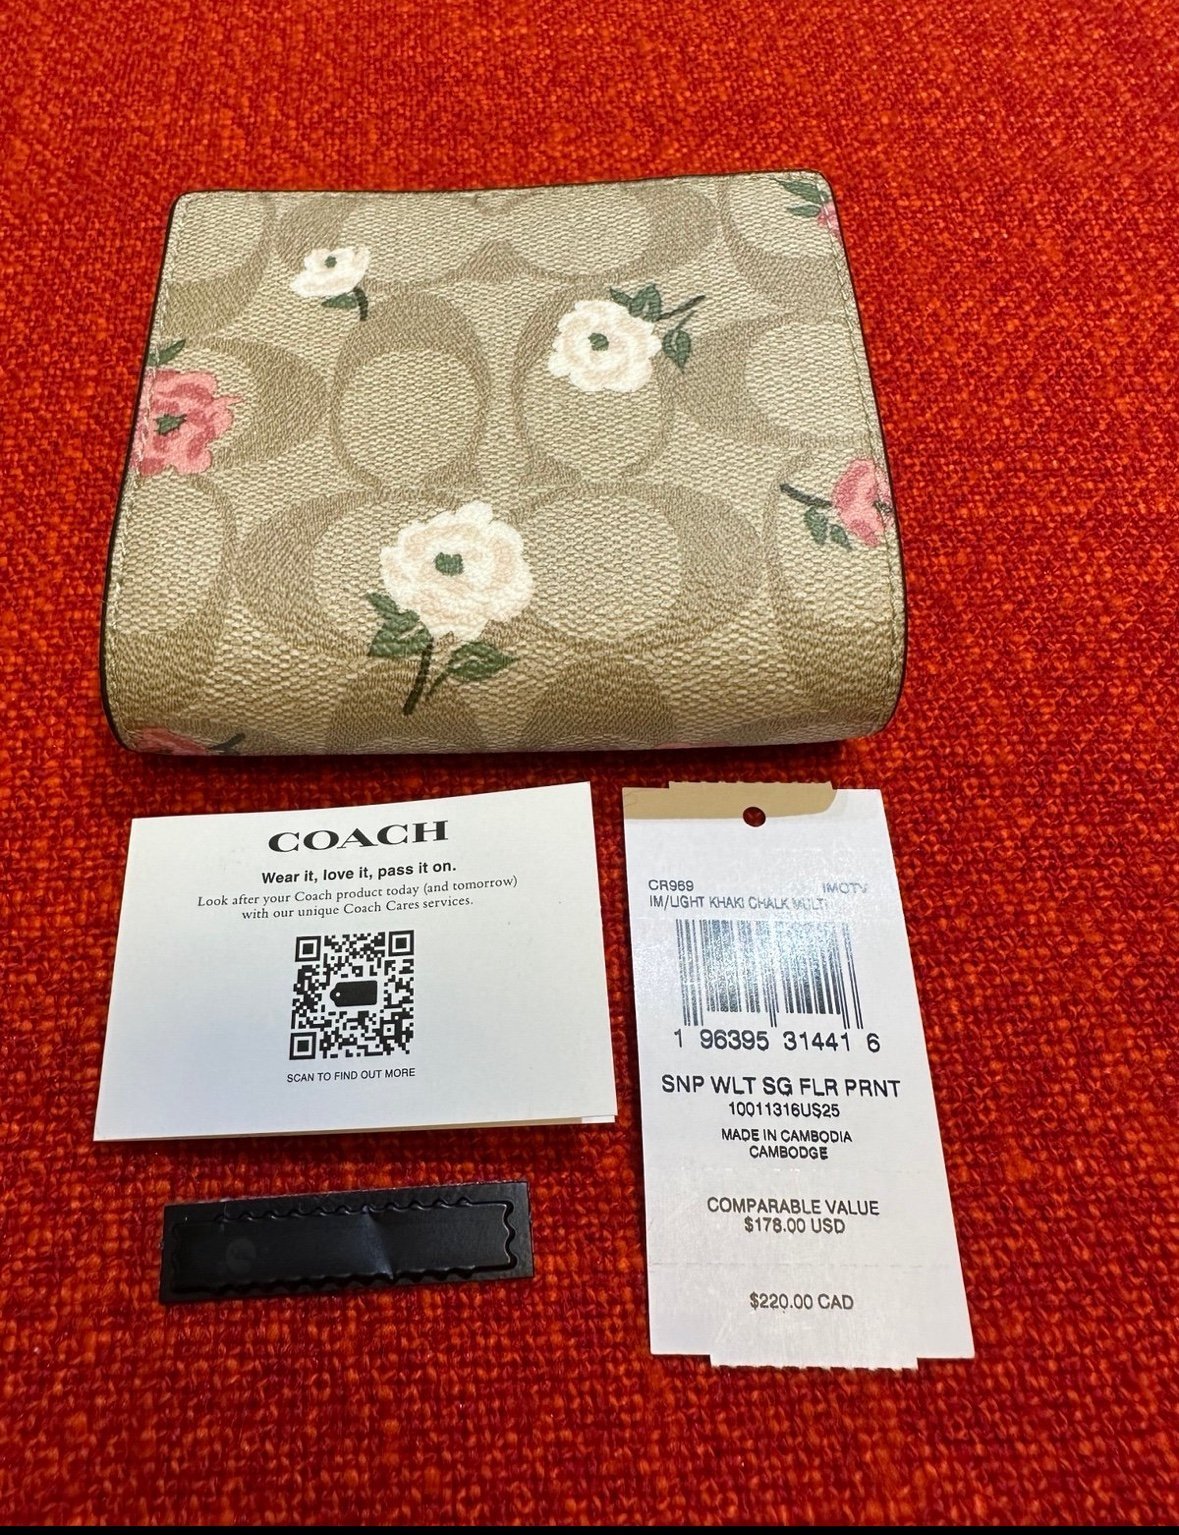 COACH
Wear it, love it, pass it on.
Look after your Coach product today (and tomorrow)
with our unique Coach Cares services.
SCAN TO FIND OUT MORE
CR969 IMOTV
IM/LIGHT KHAKI CHALK MULTI
1 96395 31441 6
SNP WLT SG FLR PRNT
10011316US25
MADE IN CAMBODIA
CAMBODGE
COMPARABLE VALUE
$178.00 USD
$220.00 CAD